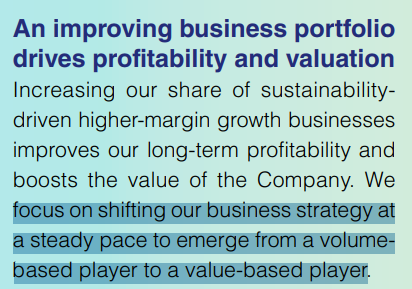 An improving business portfolio
drives profitability and valuation
Increasing our share of sustainability-
driven higher-margin growth businesses
improves our long-term profitability and
boosts the value of the Company. We
focus on shifting our business strategy at
a steady pace to emerge from a volume-
based player to a value-based player.